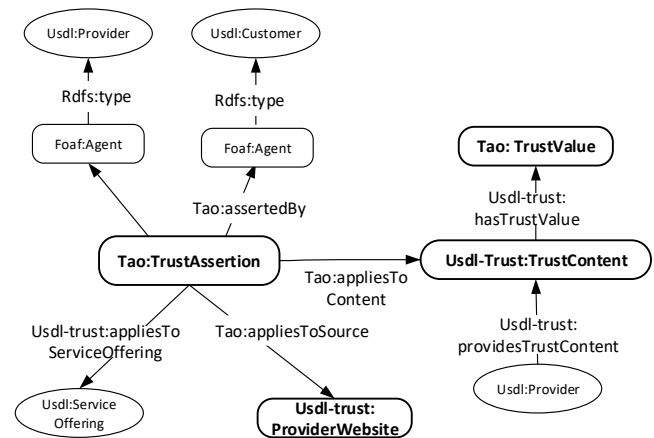 Usdl:Provider
Usdl:Customer
Rdfs:type
Rdfs:type
Foaf:Agent
Foaf:Agent
Tao: TrustValue
Usdl-trust:
hasTrustValue
Tao:assertedBy
Tao:TrustAssertion
Usdl-Trust:TrustContent
Tao:appliesTo
Content
Usdl-trust:appliesTo
ServiceOffering
Tao:appliesToSource
Usdl-trust:
providesTrustContent
Usdl:Provider
Usdl:Service
Offering
Usdl-trust:
ProviderWebsite